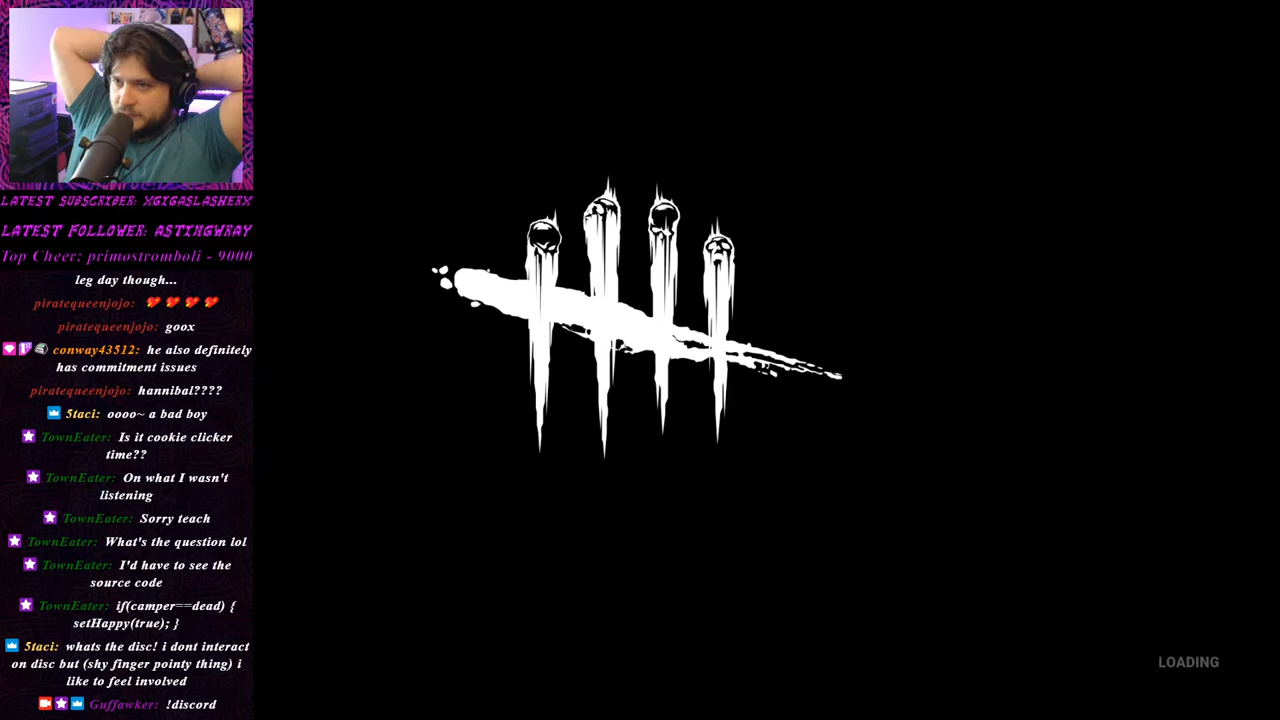 LATEST SUBSCRIBER: XGIGASLASHERX
LATEST FOLLOWER: ASTINGWRAY
Top Cheer: primostromboli - 9000
leg day though...
piratequeenjojo:
piratequeenjojo: goox
conway43512: he also definitely
has commitment issues
piratequeenjojo: hannibal????
5taci: oooo~ a bad boy
TownEater: Is it cookie clicker
time??
TownEater: On what I wasn't
listening
TownEater: Sorry teach
TownEater: What's the question lol
TownEater: I'd have to see the
source code
TownEater: if(camper==dead) {
setHappy(true); }
5taci: whats the disc! i dont interact
on disc but (shy finger pointy thing) i
like to feel involved
Guffawker: !discord
LOADING